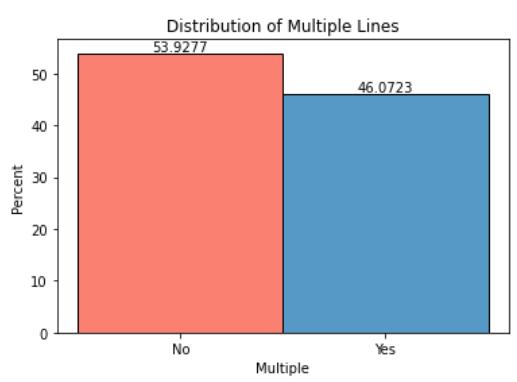 Distribution of Multiple Lines
53.9277
46.0723
50
40
30
20
10
0
Percent
No
Yes
Multiple